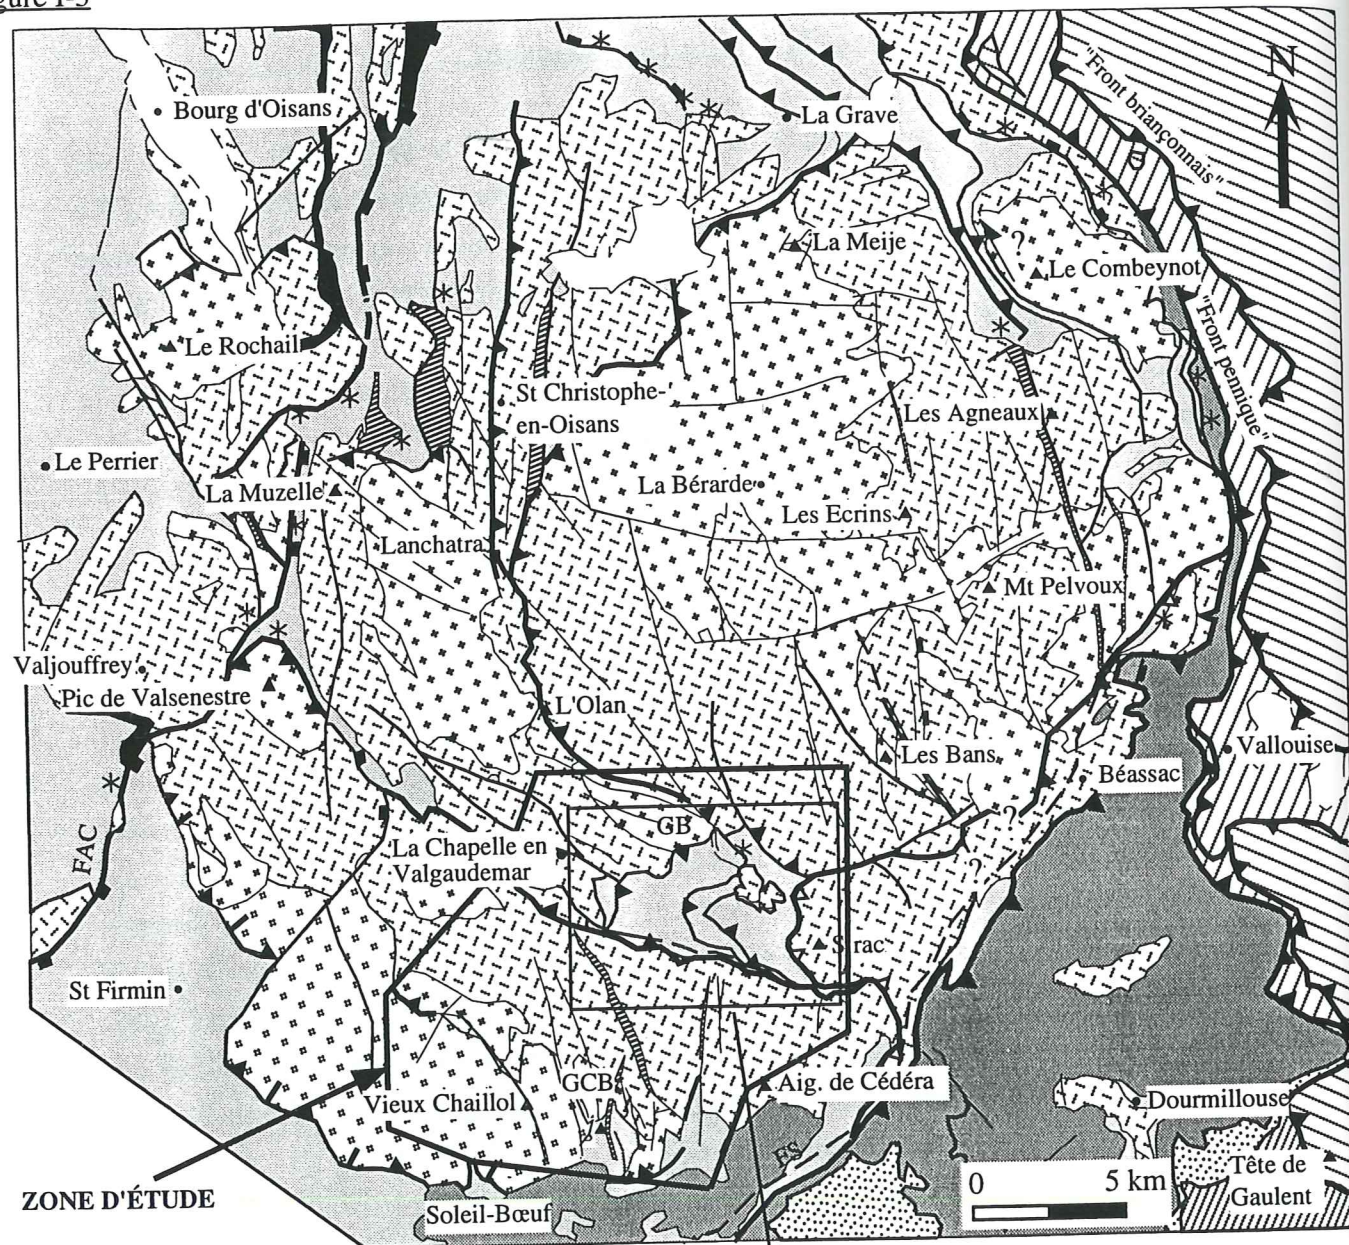 gure I-3
Bourg d'Oisans
La Grave
"Front briançonnais"
N
La Meije
?
Le Combeynot
Le Rochail
"Front pennique"
St Christophe-
en-Oisans
Les Agneaux
Le Perrier
La Muzelle
La Bérarde
Les Ecrins
Lanchatra
Mt Pelvoux
Valjouffrey
Pic de Valsenestre
L'Olan
Les Bans
Vallouise
Béassac
?
FAC
GB
La Chapelle en
Valgaudemar
?
?
S rac
St Firmin
GCB
Aig. de Cédéra
Vieux Chaillol
Dourmillouse
FS
0 5 km
Tête de
Gaulent
ZONE D'ÉTUDE
Soleil-Bœuf